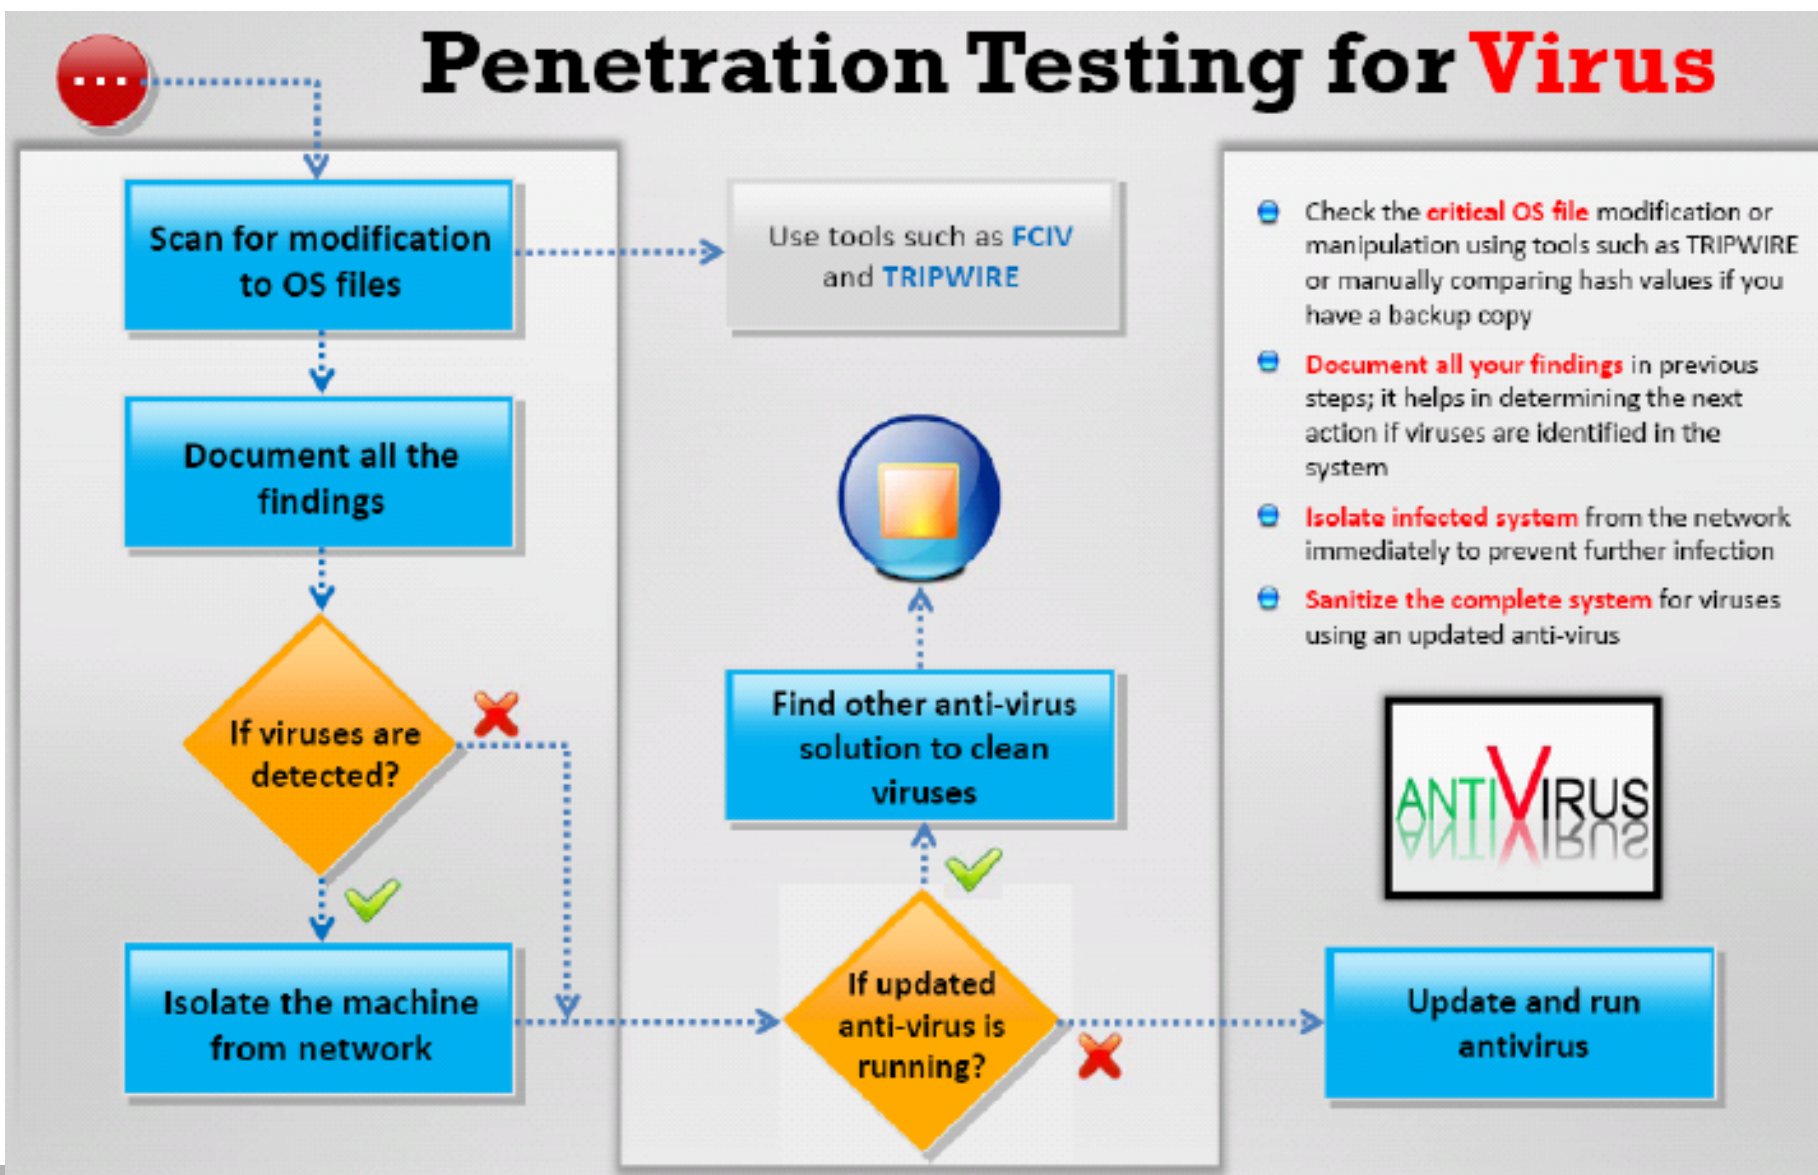 Penetration Testing for Virus
Scan for modification
to OS files
Use tools such as FCIV
and TRIPWIRE
Document all the
findings
If viruses are
detected?
Isolate the machine
from network
Find other anti-virus
solution to clean
viruses
If updated
anti-virus is
running?
Check the critical OS file modification or
manipulation using tools such as TRIPWIRE
or manually comparing hash values if you
have a backup copy
Document all your findings in previous
steps; it helps in determining the next
action if viruses are identified in the
system
Isolate infected system from the network
immediately to prevent further infection
Sanitize the complete system for viruses
using an updated anti-virus
ANTIVIRUS
Update and run
antivirus